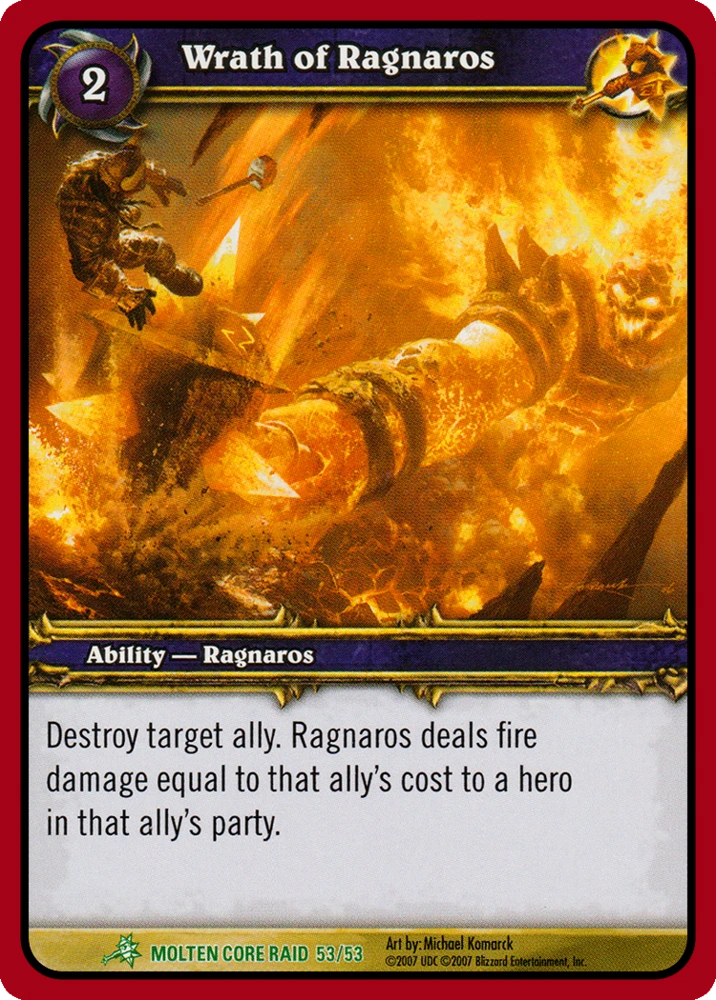 2
Wrath of Ragnaros
Ability — Ragnaros
Destroy target ally. Ragnaros deals fire
damage equal to that ally's cost to a hero
in that ally's party.
MOLTEN CORE RAID 53/53
Art by: Michael Komarck
©2007 UDC ©2007 Blizzard Entertainment, Inc.